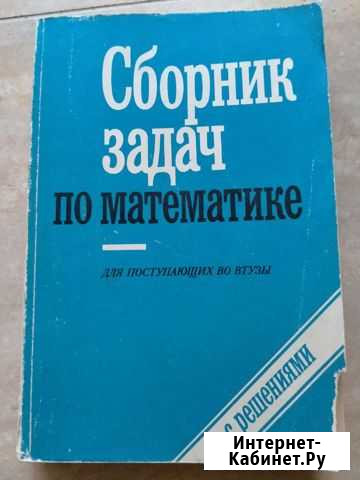 Сборник
задач
по математике
для поступающих во втузы
с решениями
Интернет-
Кабинет.Ру